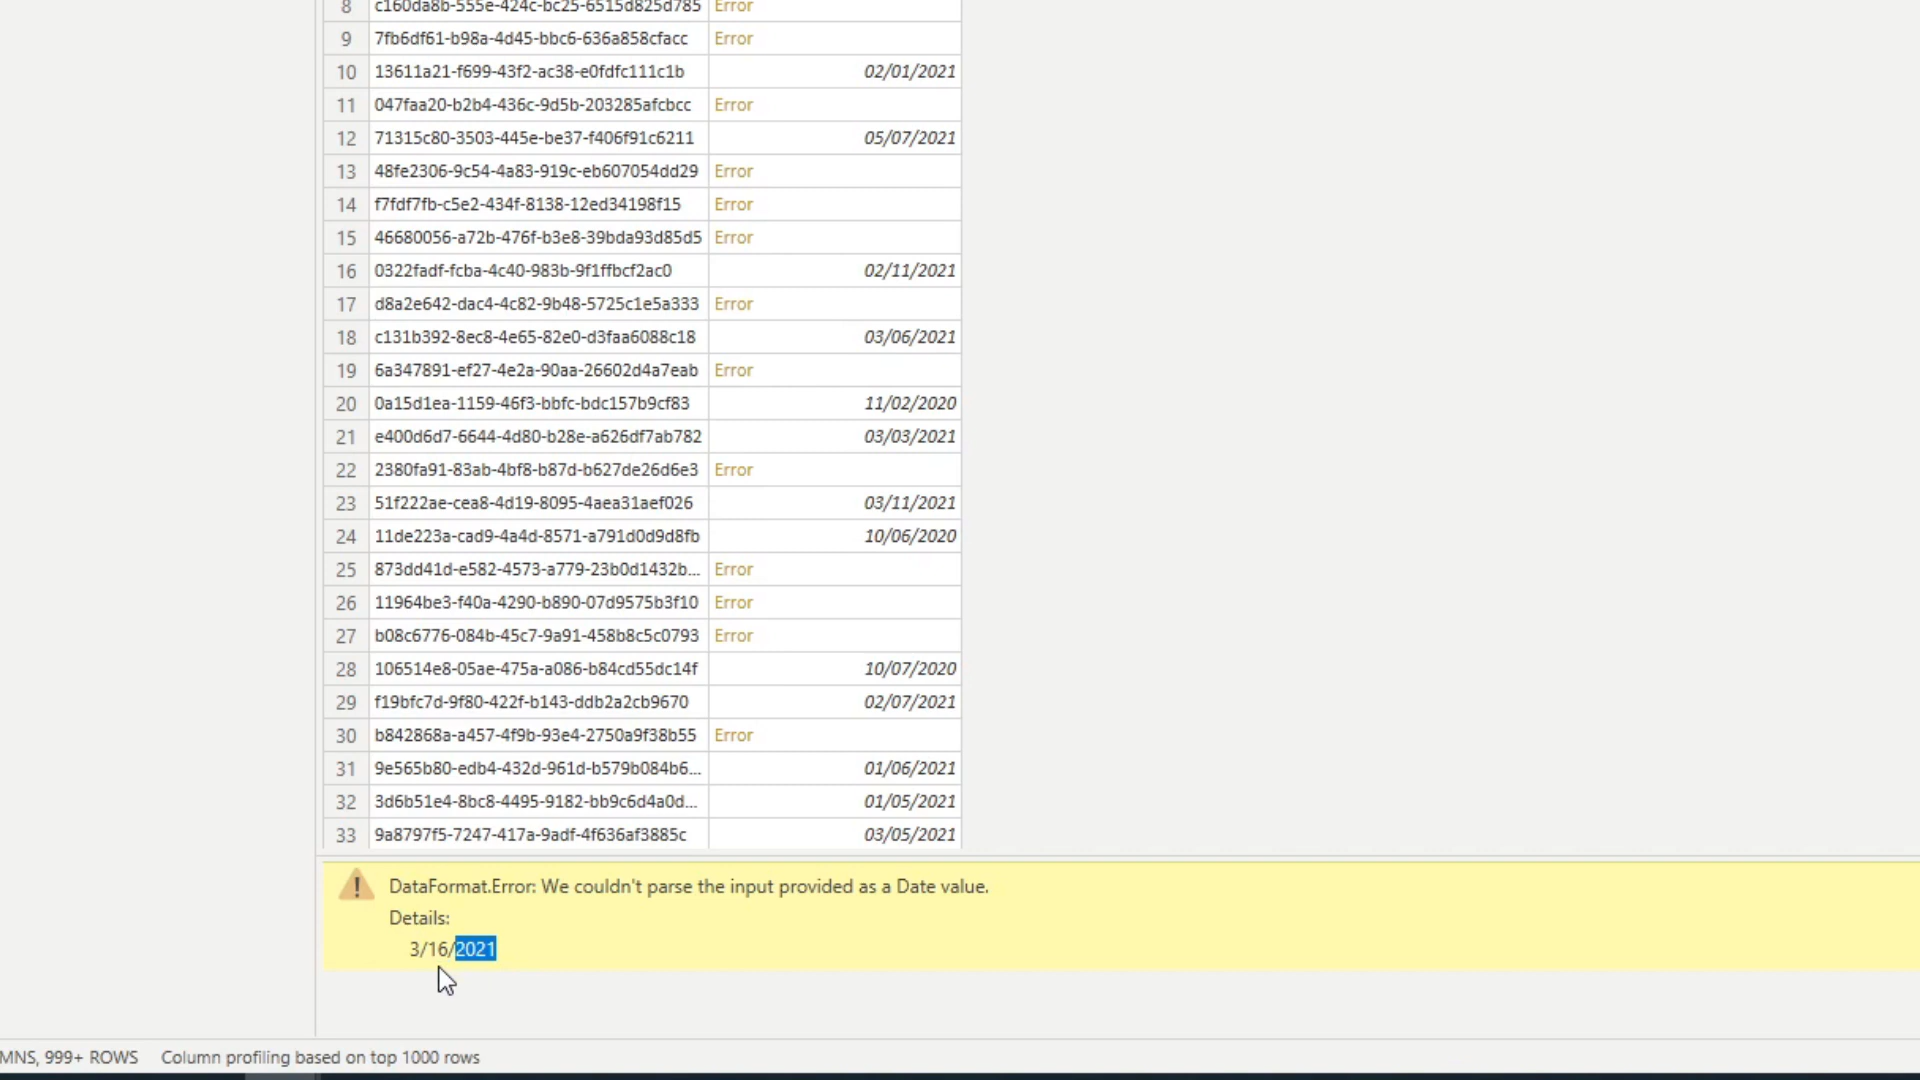 8 c160da8b-555e-424c-bc25-6515d825d785 Error
9 7fb6df61-b98a-4d45-bbc6-636a858cfacc Error
10 13611a21-f699-43f2-ac38-e0fdfc111c1b 02/01/2021
11 047faa20-b2b4-436c-9d5b-203285afcbcc Error
12 71315c80-3503-445e-be37-f406f91c6211 05/07/2021
13 48fe2306-9c54-4a83-919c-eb607054dd29 Error
14 f7fdf7fb-c5e2-434f-8138-12ed34198f15 Error
15 46680056-a72b-476f-b3e8-39bda93d85d5 Error
16 0322fadf-fcba-4c40-983b-9f1ffbcf2ac0 02/11/2021
17 d8a2e642-dac4-4c82-9b48-5725c1e5a333 Error
18 c131b392-8ec8-4e65-82e0-d3faa6088c18 03/06/2021
19 6a347891-ef27-4e2a-90aa-26602d4a7eab Error
20 0a15d1ea-1159-46f3-bbfc-bdc157b9cf83 11/02/2020
21 e400d6d7-6644-4d80-b28e-a626df7ab782 03/03/2021
22 2380fa91-83ab-4bf8-b87d-b627de26d6e3 Error
23 51f222ae-cea8-4d19-8095-4aea31aef026 03/11/2021
24 11de223a-cad9-4a4d-8571-a791d0d9d8fb 10/06/2020
25 873dd41d-e582-4573-a779-23b0d1432b... Error
26 11964be3-f40a-4290-b890-07d9575b3f10 Error
27 b08c6776-084b-45c7-9a91-458b8c5c0793 Error
28 106514e8-05ae-475a-a086-b84cd55dc14f 10/07/2020
29 f19bfc7d-9f80-422f-b143-ddb2a2cb9670 02/07/2021
30 b842868a-a457-4f9b-93e4-2750a9f38b55 Error
31 9e565b80-edb4-432d-961d-b579b084b6... 01/06/2021
32 3d6b51e4-8bc8-4495-9182-bb9c6d4a0d... 01/05/2021
33 9a8797f5-7247-417a-9adf-4f636af3885c 03/05/2021
DataFormat.Error: We couldn't parse the input provided as a Date value.
Details:
3/16/2021
MNS, 999+ ROWS Column profiling based on top 1000 rows